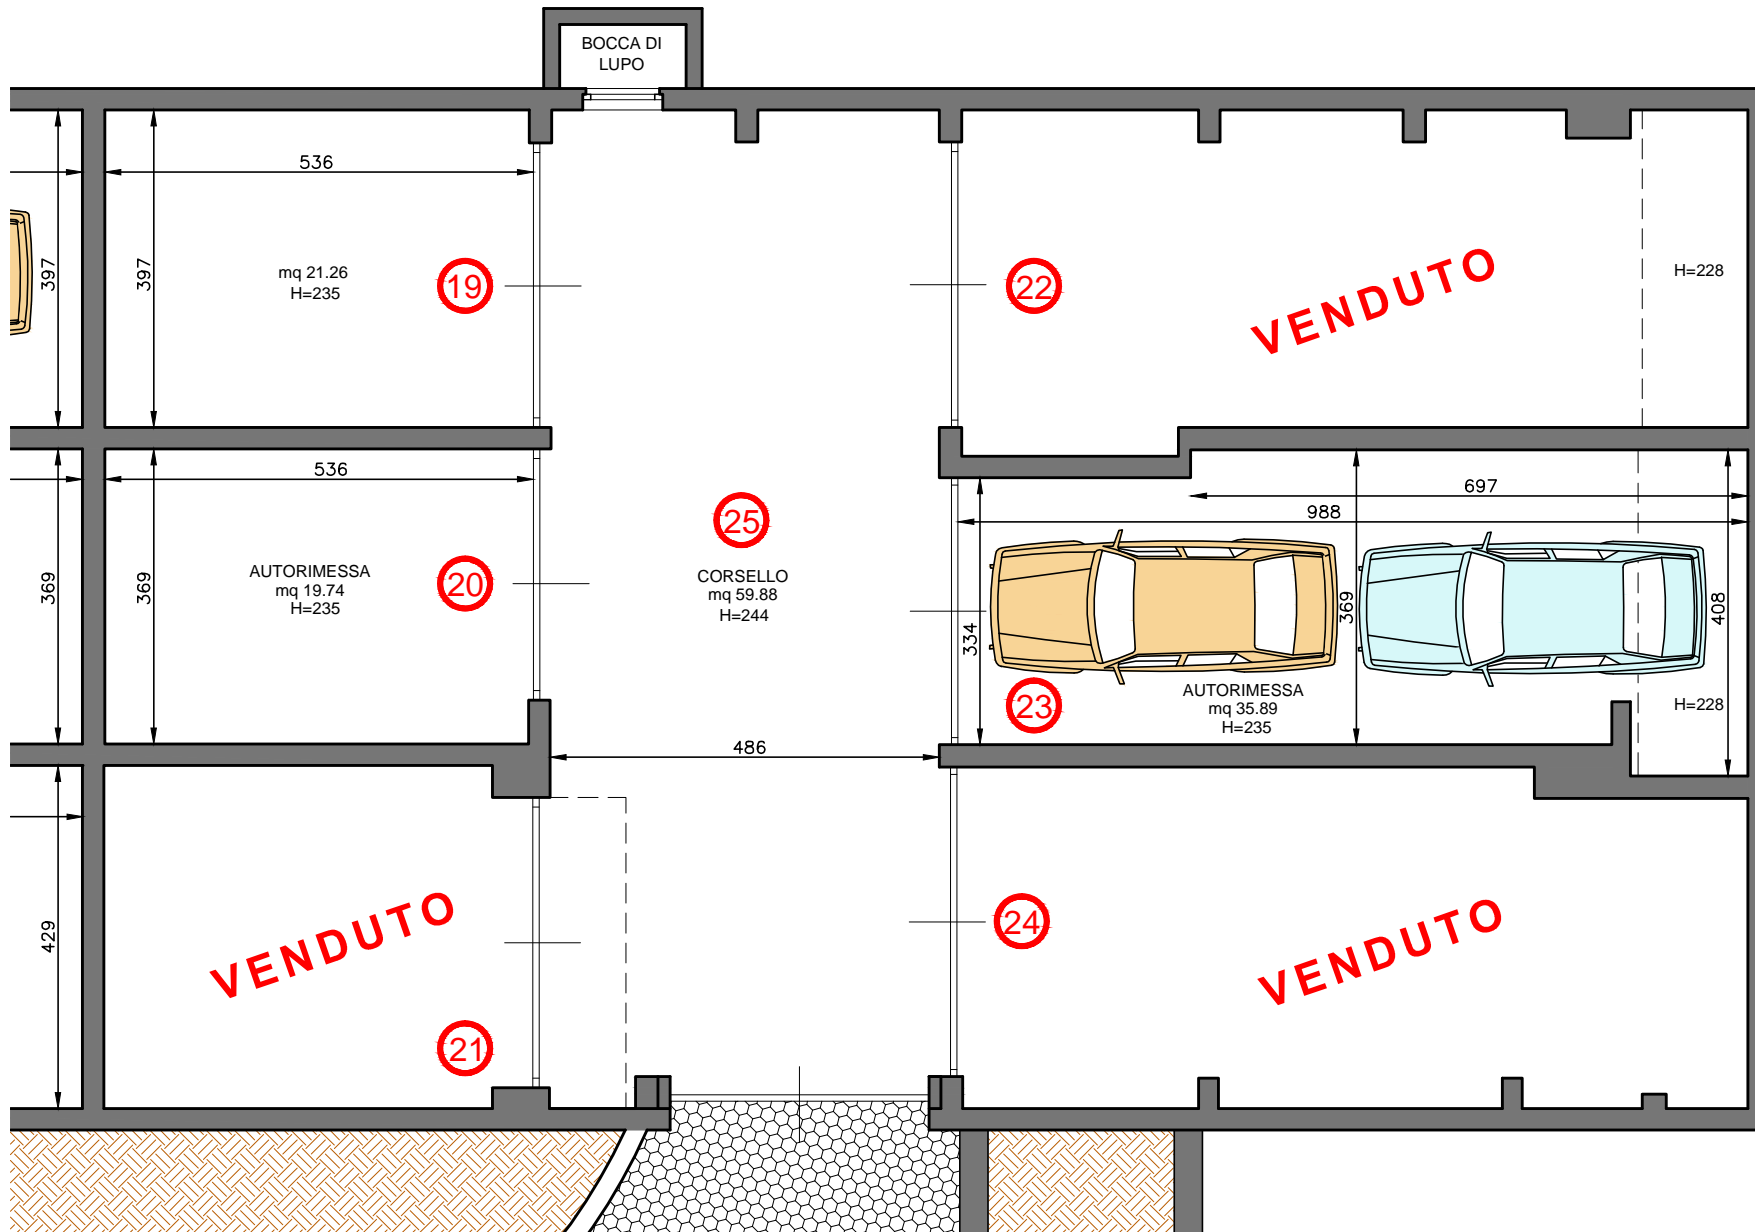 BOCCA DI
LUPO
536
397
397
mq 21.26
H=235
19
22
VENDUTO
H=228
536
369
369
AUTORIMESSA
mq 19.74
H=235
20
25
CORSELLO
mq 59.88
H=244
697
988
334
369
408
23
AUTORIMESSA
mq 35.89
H=235
H=228
486
429
VENDUTO
21
24
VENDUTO